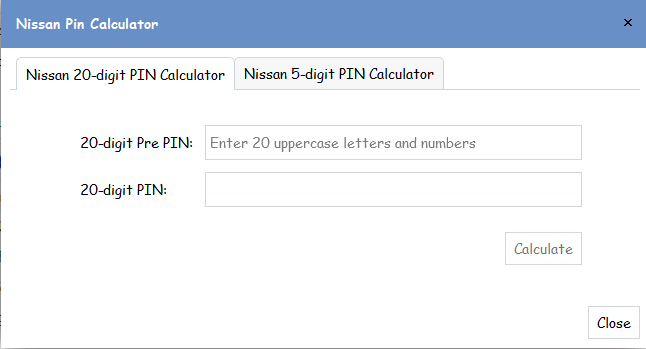 Nissan Pin Calculator ×
Nissan 20-digit PIN Calculator Nissan 5-digit PIN Calculator
20-digit Pre PIN: Enter 20 uppercase letters and numbers
20-digit PIN:
Calculate
Close